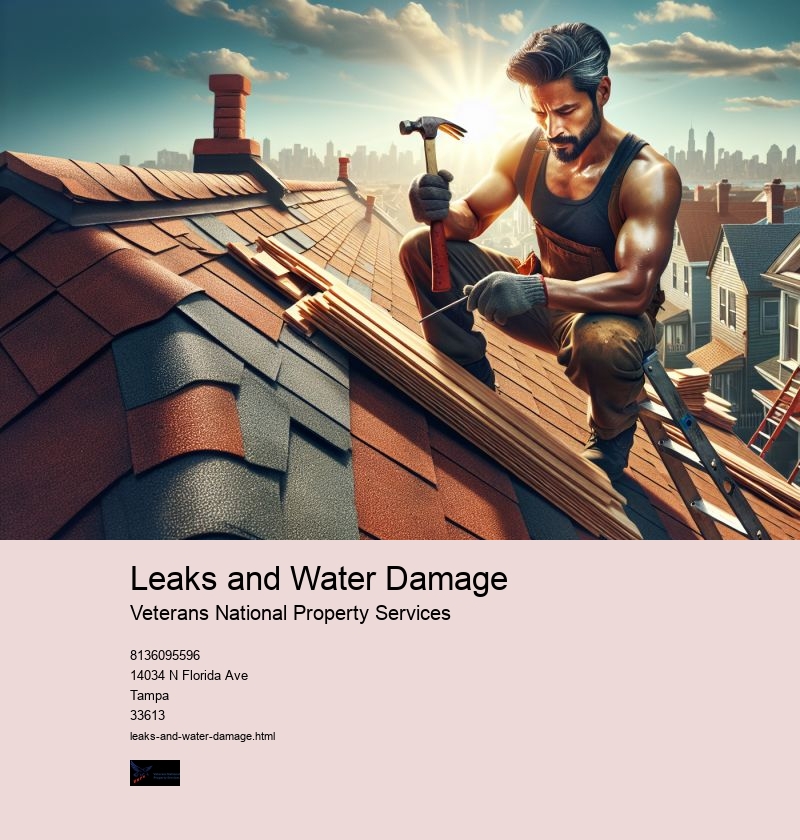 Leaks and Water Damage
Veterans National Property Services
8136095596
14034 N Florida Ave
Tampa
33613
leaks-and-water-damage.html